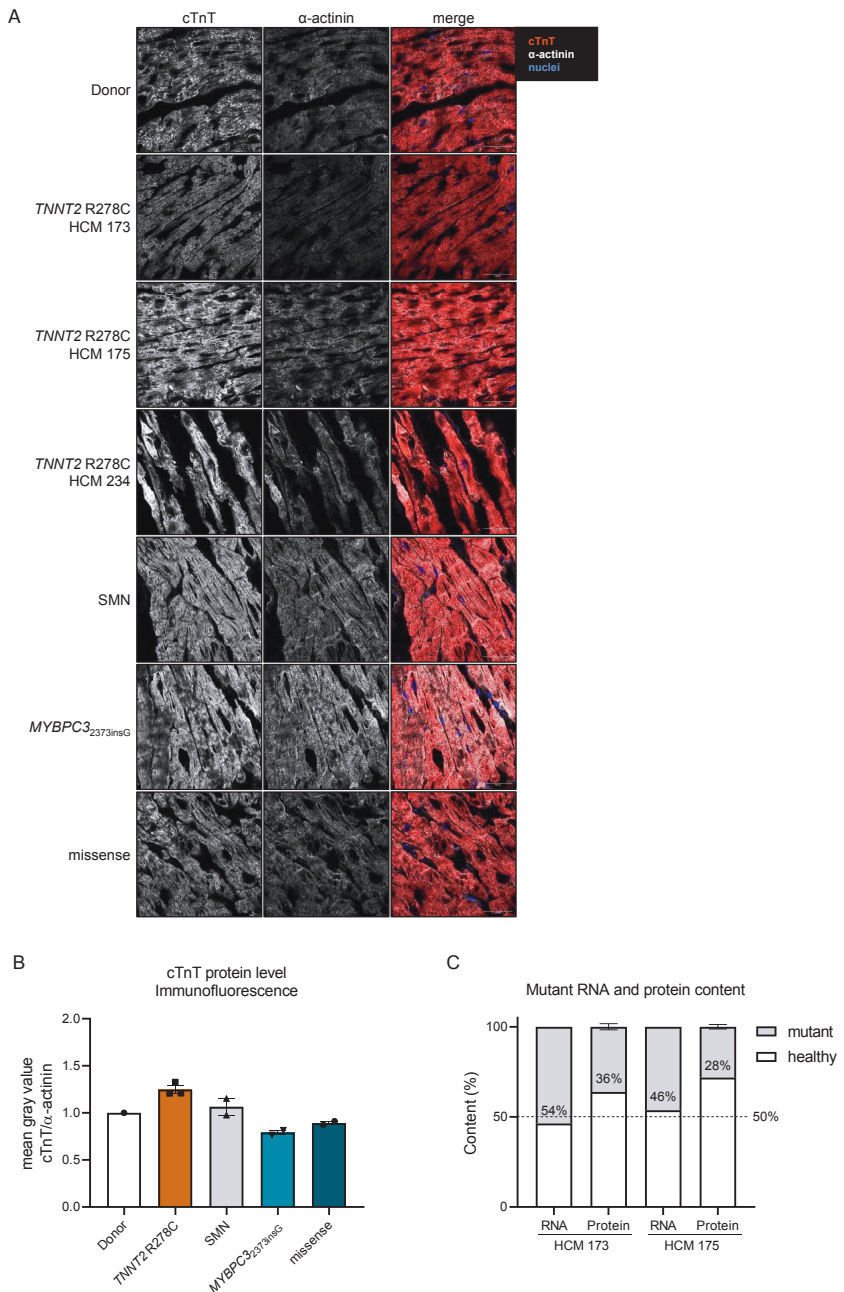 A
cTnT
α-actinin
merge
cTnT
α-actinin
nuclei
Donor
TNNT2 R278C
HCM 173
TNNT2 R278C
HCM 175
TNNT2 R278C
HCM 234
SMN
MYBPC32373insG
missense
B
cTnT protein level
Immunofluorescence
mean gray value
cTnT/α-actinin
2.0
1.5
1.0
0.5
0.0
Donor
TNNT2 R278C
SMN
MYBPC32373insG
missense
C
Mutant RNA and protein content
mutant
healthy
Content (%)
100
50
0
54%
36%
46%
28%
50%
RNA
Protein
RNA
Protein
HCM 173
HCM 175